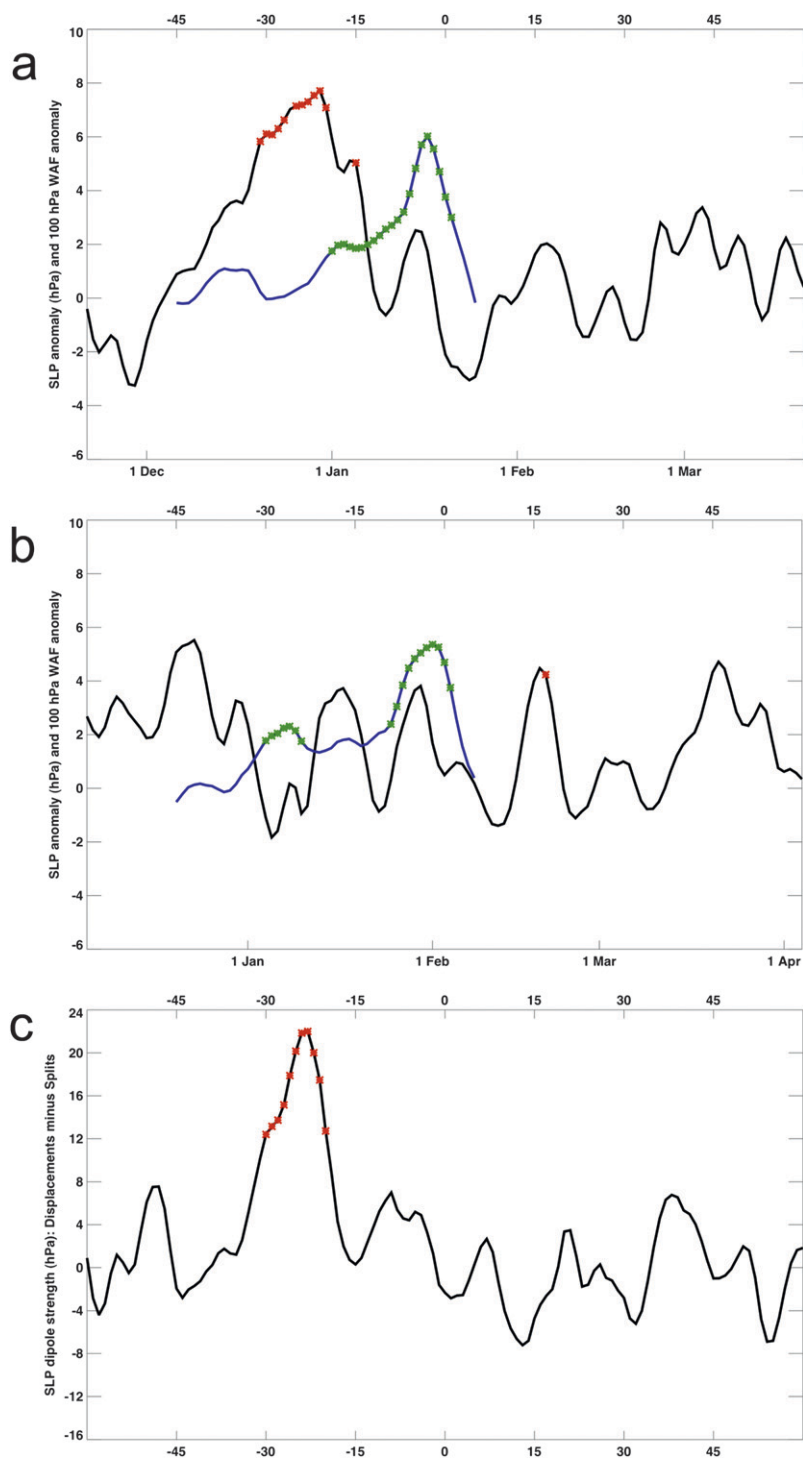 a
-45 -30 -15 0 15 30 45
SLP anomaly (hPa) and 100 hPa WAF anomaly
10
8
6
4
2
0
-2
-4
-6
1 Dec 1 Jan 1 Feb 1 Mar
b
-45 -30 -15 0 15 30 45
SLP anomaly (hPa) and 100 hPa WAF anomaly
10
8
6
4
2
0
-2
-4
-6
1 Jan 1 Feb 1 Mar 1 Apr
c
-45 -30 -15 0 15 30 45
SLP dipole strength (hPa): Displacements minus Splits
24
20
16
12
8
4
0
-4
-8
-12
-16
-45 -30 -15 0 15 30 45